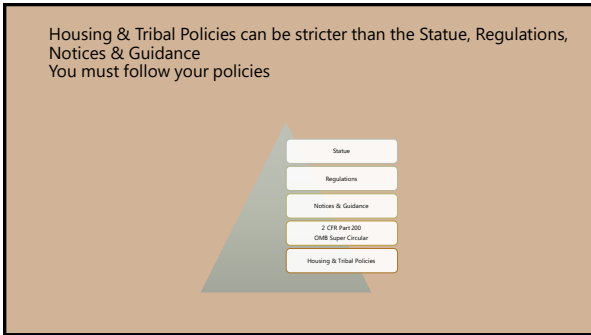 Housing & Tribal Policies can be stricter than the Statue, Regulations,
Notices & Guidance
You must follow your policies
Statue
Regulations
Notices & Guidance
2 CFR Part 200
OMB Super Circular
Housing & Tribal Policies